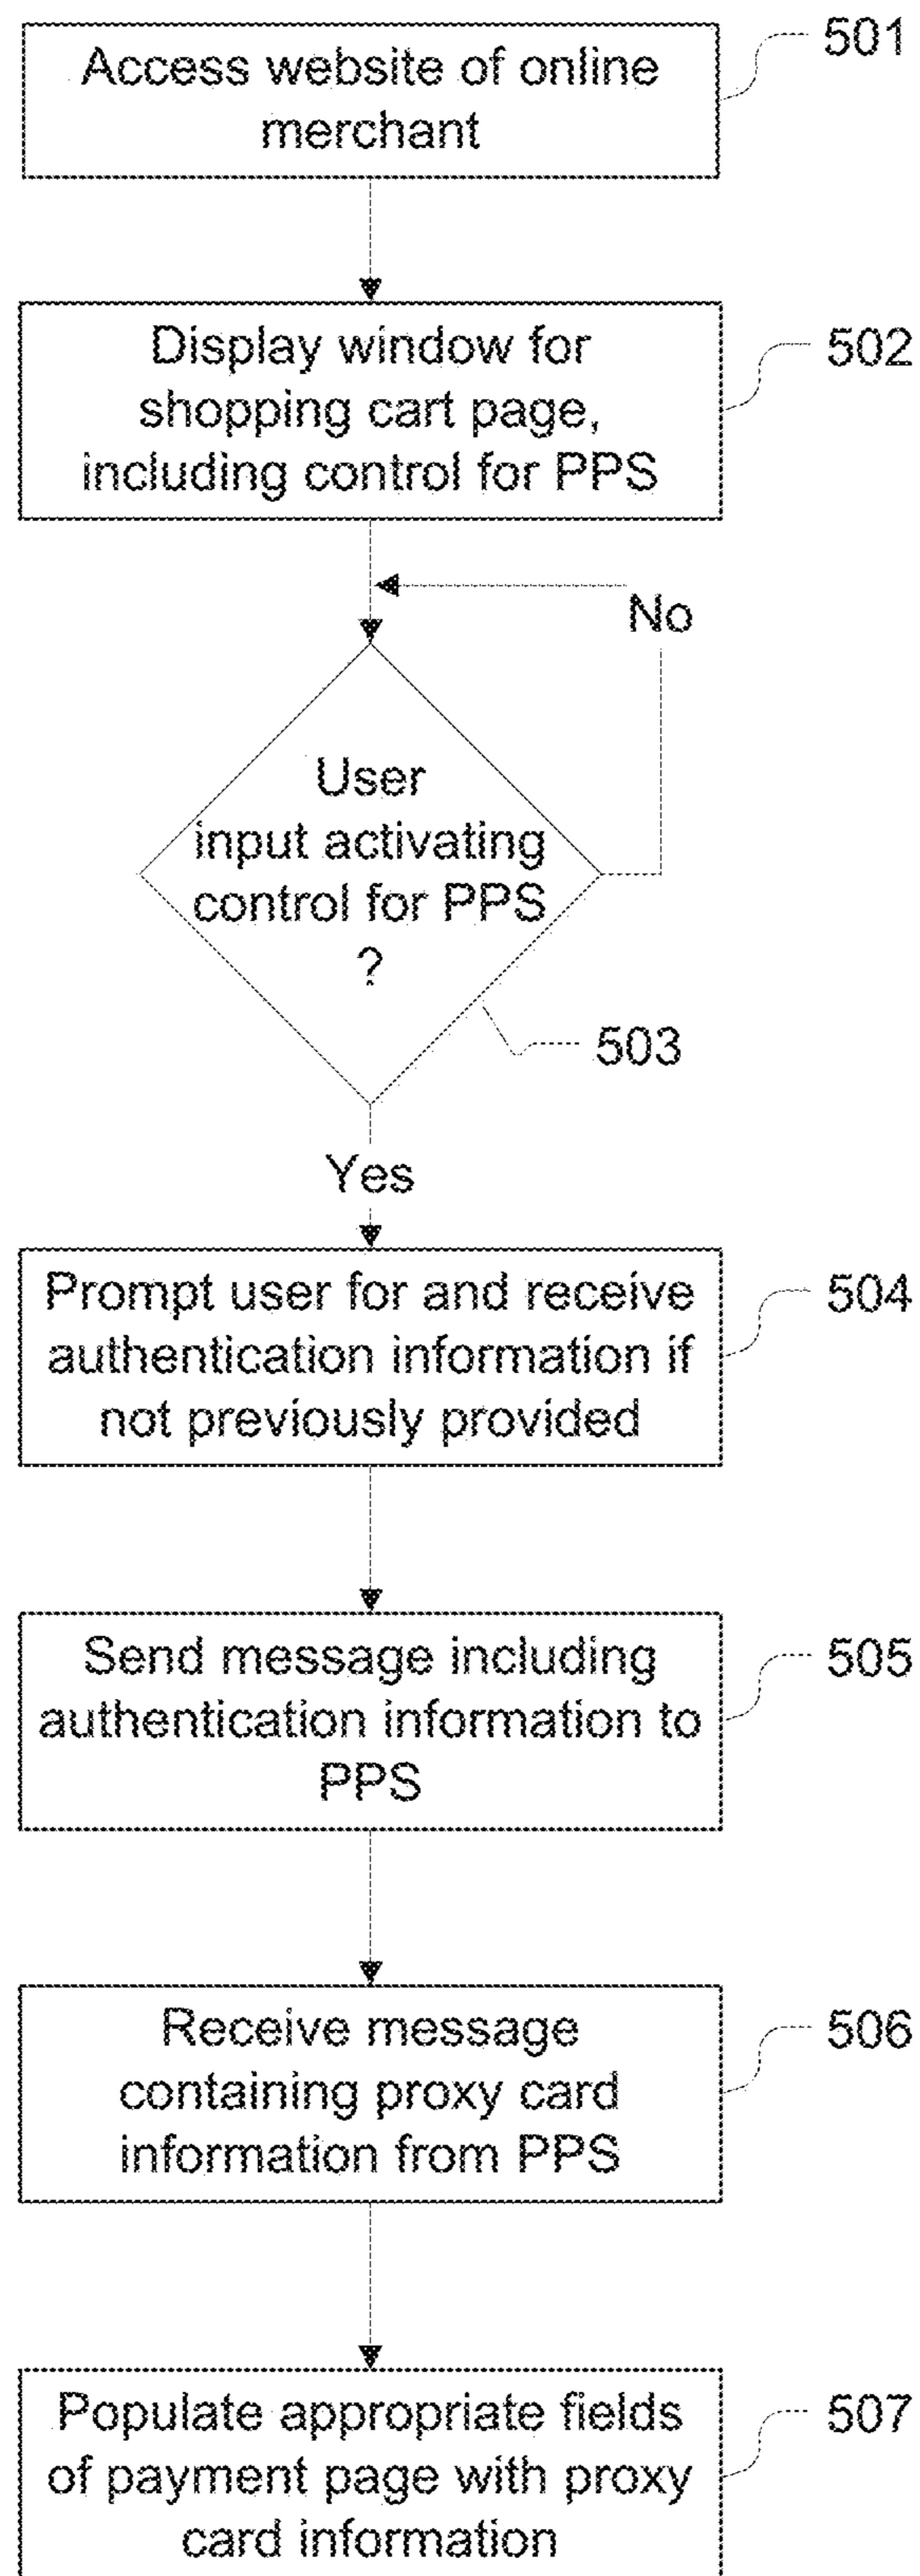 Access website of online
merchant
501
Display window for
shopping cart page,
including control for PPS
502
No
User
input activating
control for PPS
?
503
Yes
Prompt user for and receive
authentication information if
not previously provided
504
Send message including
authentication information to
PPS
505
Receive message
containing proxy card
information from PPS
506
Populate appropriate fields
of payment page with proxy
card information
507